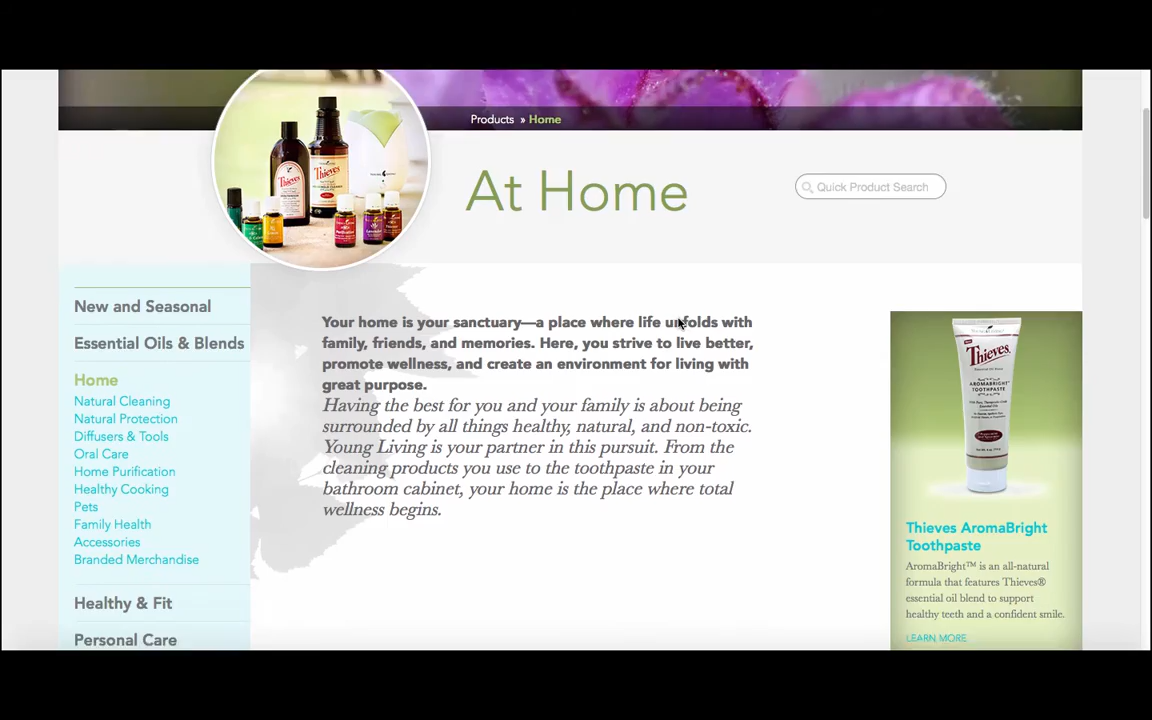 Products » Home
At Home
Quick Product Search
Thieves
Thieves
New and Seasonal
Essential Oils & Blends
Home
Natural Cleaning
Natural Protection
Diffusers & Tools
Oral Care
Home Purification
Healthy Cooking
Pets
Family Health
Accessories
Branded Merchandise
Healthy & Fit
Personal Care
Your home is your sanctuary—a place where life unfolds with
family, friends, and memories. Here, you strive to live better,
promote wellness, and create an environment for living with
great purpose.
Having the best for you and your family is about being
surrounded by all things healthy, natural, and non-toxic.
Young Living is your partner in this pursuit. From the
cleaning products you use to the toothpaste in your
bathroom cabinet, your home is the place where total
wellness begins.
Thieves
AROMABRIGHT
TOOTHPASTE
Thieves AromaBright
Toothpaste
AromaBright™ is an all-natural
formula that features Thieves®
essential oil blend to support
healthy teeth and a confident smile.
LEARN MORE